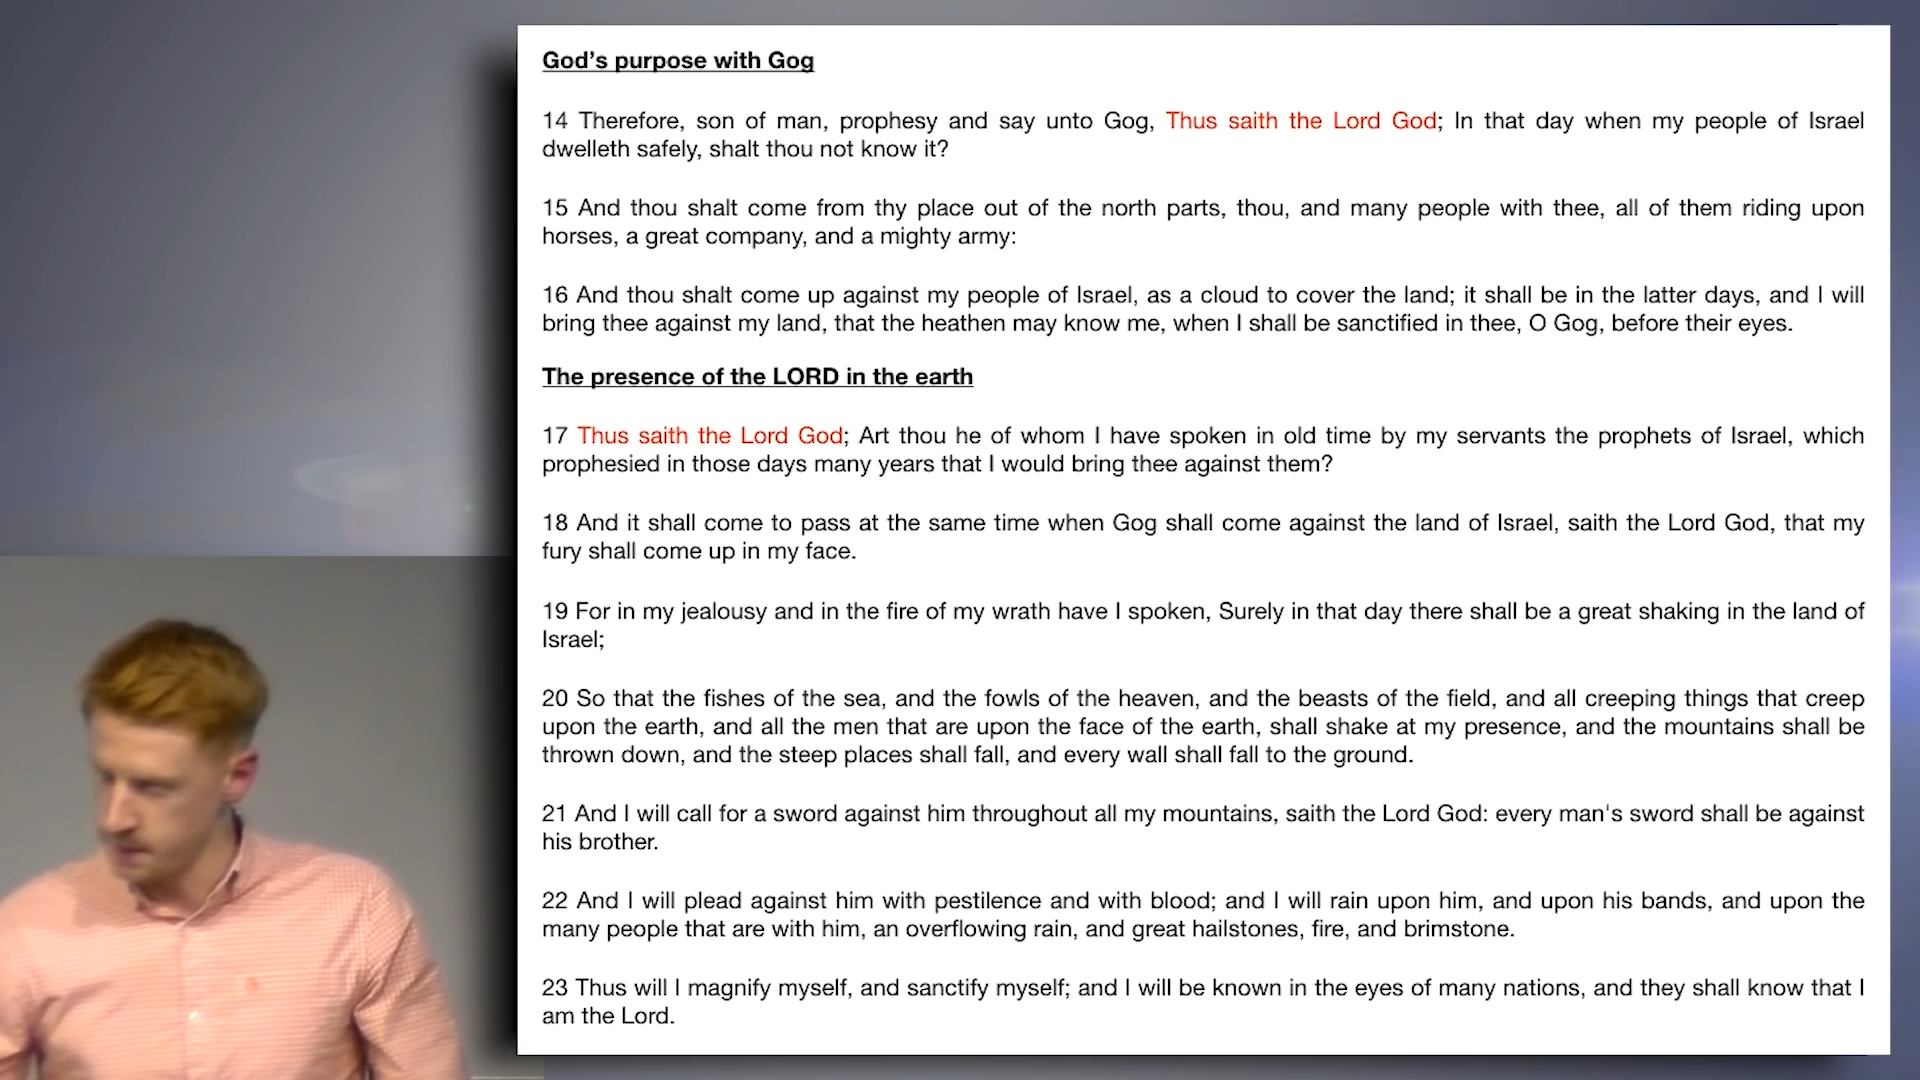 God’s purpose with Gog
14 Therefore, son of man, prophesy and say unto Gog, Thus saith the Lord God; In that day when my people of Israel
dwelleth safely, shalt thou not know it?
15 And thou shalt come from thy place out of the north parts, thou, and many people with thee, all of them riding upon
horses, a great company, and a mighty army:
16 And thou shalt come up against my people of Israel, as a cloud to cover the land; it shall be in the latter days, and I will
bring thee against my land, that the heathen may know me, when I shall be sanctified in thee, O Gog, before their eyes.
The presence of the LORD in the earth
17 Thus saith the Lord God; Art thou he of whom I have spoken in old time by my servants the prophets of Israel, which
prophesied in those days many years that I would bring thee against them?
18 And it shall come to pass at the same time when Gog shall come against the land of Israel, saith the Lord God, that my
fury shall come up in my face.
19 For in my jealousy and in the fire of my wrath have I spoken, Surely in that day there shall be a great shaking in the land of
Israel;
20 So that the fishes of the sea, and the fowls of the heaven, and the beasts of the field, and all creeping things that creep
upon the earth, and all the men that are upon the face of the earth, shall shake at my presence, and the mountains shall be
thrown down, and the steep places shall fall, and every wall shall fall to the ground.
21 And I will call for a sword against him throughout all my mountains, saith the Lord God: every man's sword shall be against
his brother.
22 And I will plead against him with pestilence and with blood; and I will rain upon him, and upon his bands, and upon the
many people that are with him, an overflowing rain, and great hailstones, fire, and brimstone.
23 Thus will I magnify myself, and sanctify myself; and I will be known in the eyes of many nations, and they shall know that I
am the Lord.